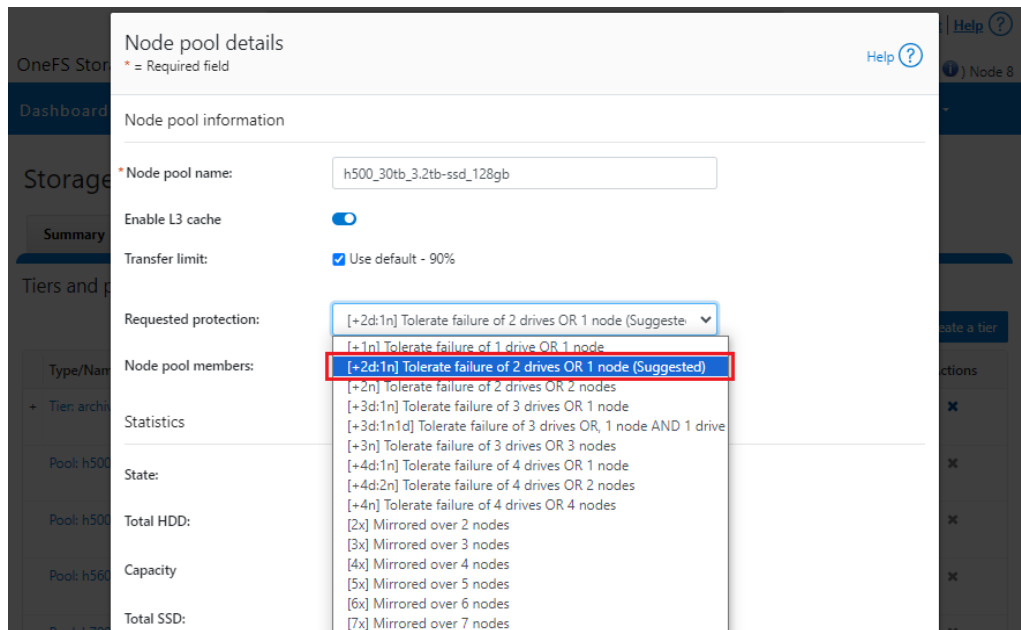 Node pool details
* = Required field
Help ?
Help ?
OneFS Stor
) Node 8
Dashboard
Node pool information
Storage
* Node pool name:
h500_30tb_3.2tb-ssd_128gb
Enable L3 cache
Summary
Transfer limit:
Use default - 90%
Tiers and p
Requested protection:
[+2d:1n] Tolerate failure of 2 drives OR 1 node (Suggeste
eate a tier
[+1n] Tolerate failure of 1 drive OR 1 node
Node pool members:
[+2d:1n] Tolerate failure of 2 drives OR 1 node (Suggested)
Type/Nam
ctions
[+2n] Tolerate failure of 2 drives OR 2 nodes
+ Tier: archiv
[+3d:1n] Tolerate failure of 3 drives OR 1 node
Statistics
[+3d:1n1d] Tolerate failure of 3 drives OR, 1 node AND 1 drive
[+3n] Tolerate failure of 3 drives OR 3 nodes
Pool: h500
[+4d:1n] Tolerate failure of 4 drives OR 1 node
State:
[+4d:2n] Tolerate failure of 4 drives OR 2 nodes
[+4n] Tolerate failure of 4 drives OR 4 nodes
Pool: h500
Total HDD:
[2x] Mirrored over 2 nodes
[3x] Mirrored over 3 nodes
[4x] Mirrored over 4 nodes
Capacity
Pool: h560
[5x] Mirrored over 5 nodes
[6x] Mirrored over 6 nodes
Total SSD:
[7x] Mirrored over 7 nodes